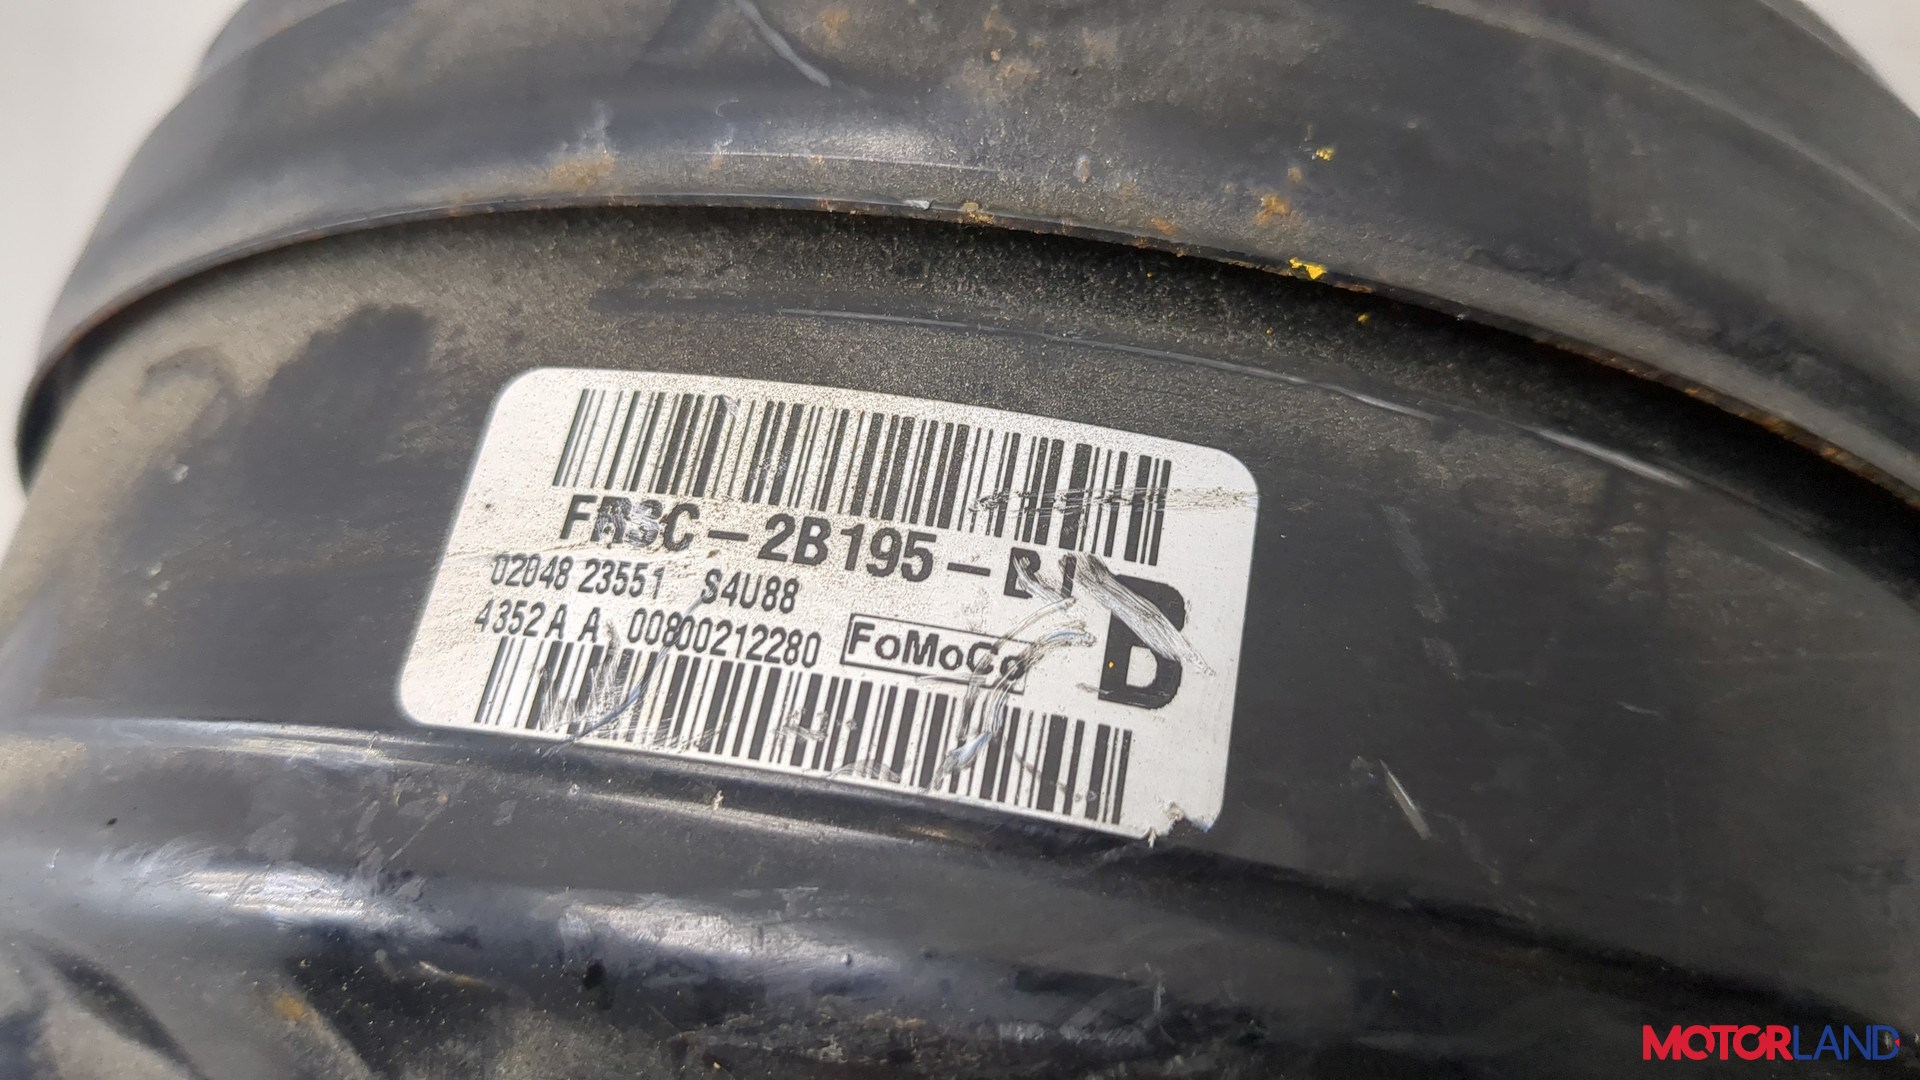 FR3C-2B195-B
02048 23551 S4U88
4352 A A 00800212280
FoMoCo
MOTORLAND